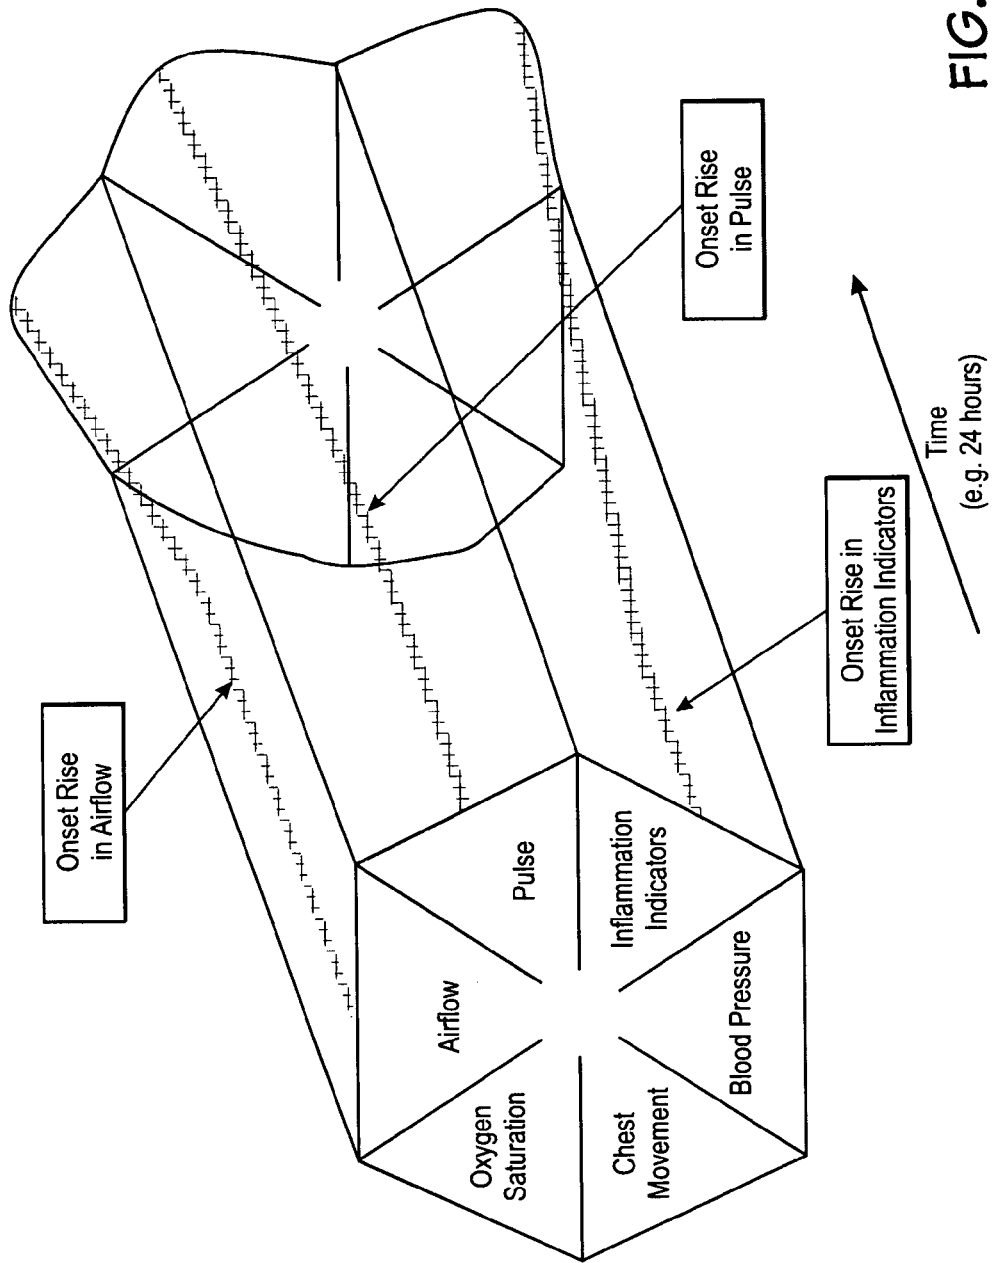 FIG.
Onset Rise
in Airflow
Onset Rise
in Pulse
Airflow
Pulse
Oxygen
Saturation
Inflammation
Indicators
Chest
Movement
Blood Pressure
Onset Rise in
Inflammation Indicators
Time
(e.g. 24 hours)